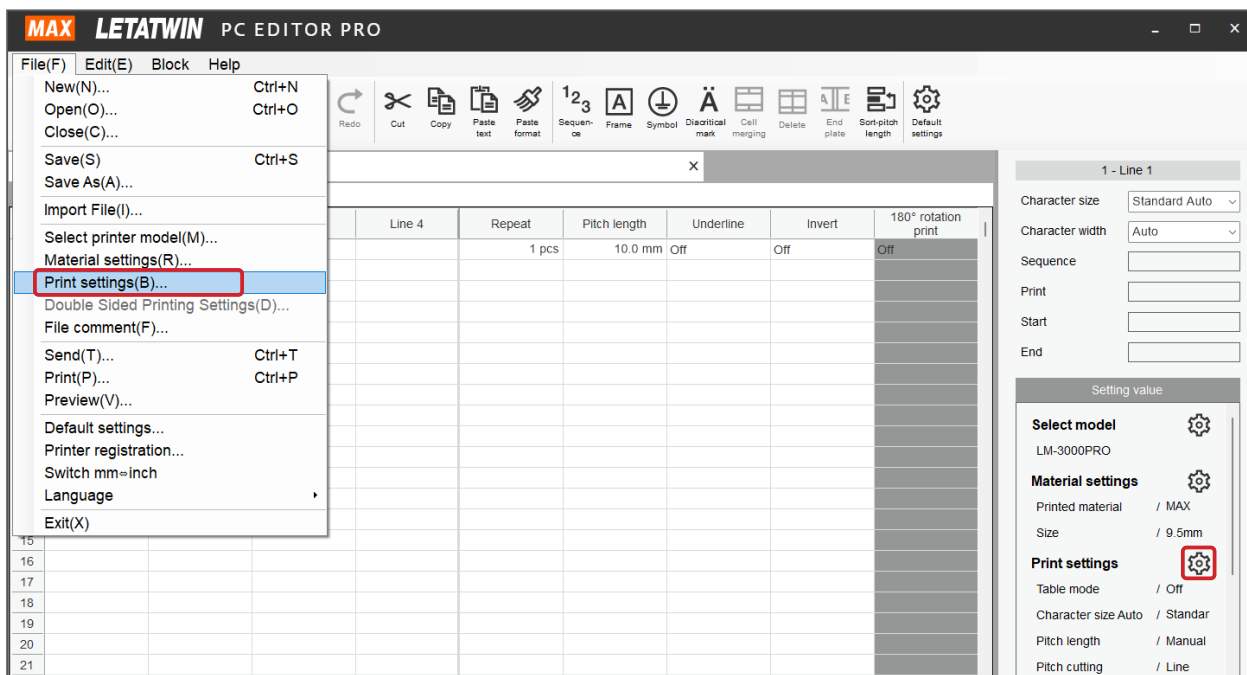 MAX LETATWIN PC EDITOR PRO
File(F) Edit(E) Block Help
New(N)... Ctrl+N
Open(O)... Ctrl+O
Close(C)...
Save(S) Ctrl+S
Save As(A)...
Import File(I)...
Select printer model(M)...
Material settings(R)...
Print settings(B)...
Double Sided Printing Settings(D)...
File comment(F)...
Send(T)... Ctrl+T
Print(P)... Ctrl+P
Preview(V)...
Default settings...
Printer registration...
Switch mm⇔inch
Language
Exit(X)
Redo
Cut
Copy
Paste text
Paste format
1 2 3
Sequen-ce
A
Frame
Symbol
Ä
Diacritical mark
Cell merging
Delete
A E
End plate
Sort-pitch length
Default settings
Line 4 Repeat Pitch length Underline Invert 180° rotation print
1 pcs 10.0 mm Off Off Off
15
16
17
18
19
20
21
1 - Line 1
Character size Standard Auto
Character width Auto
Sequence
Print
Start
End
Setting value
Select model
LM-3000PRO
Material settings
Printed material / MAX
Size / 9.5mm
Print settings
Table mode / Off
Character size Auto / Standar
Pitch length / Manual
Pitch cutting / Line